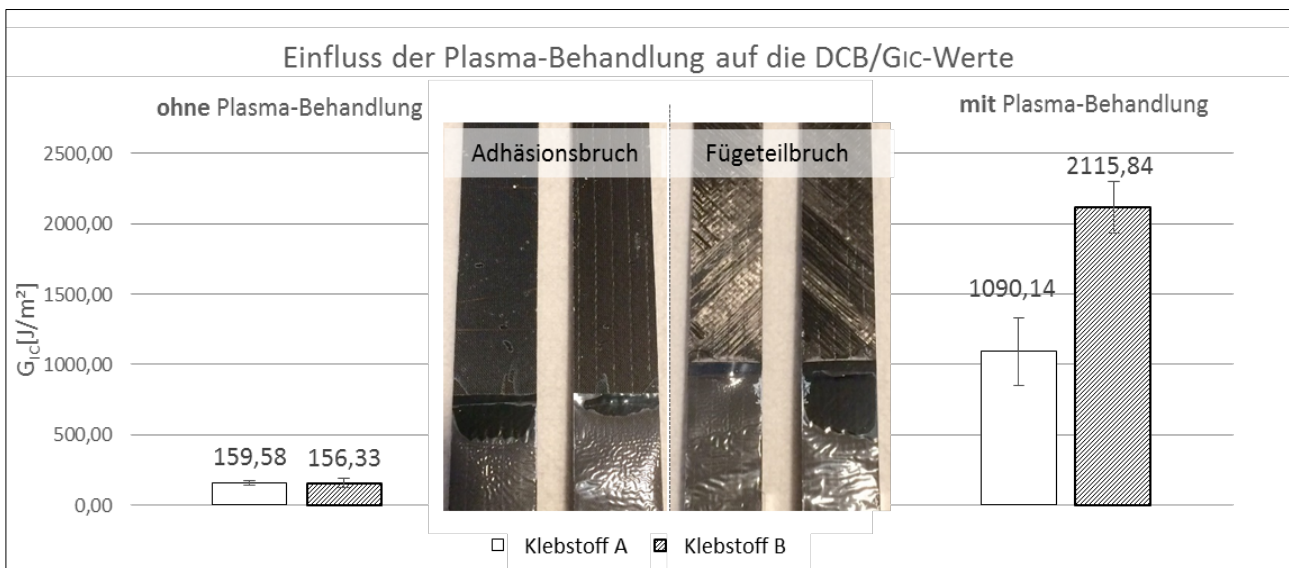 Einfluss der Plasma-Behandlung auf die DCB/GIC-Werte
ohne Plasma-Behandlung
mit Plasma-Behandlung
Adhäsionsbruch
Fügeteilbruch
GIC[J/m²]
2500,00
2000,00
1500,00
1000,00
500,00
0,00
159,58
156,33
1090,14
2115,84
Klebstoff A
Klebstoff B